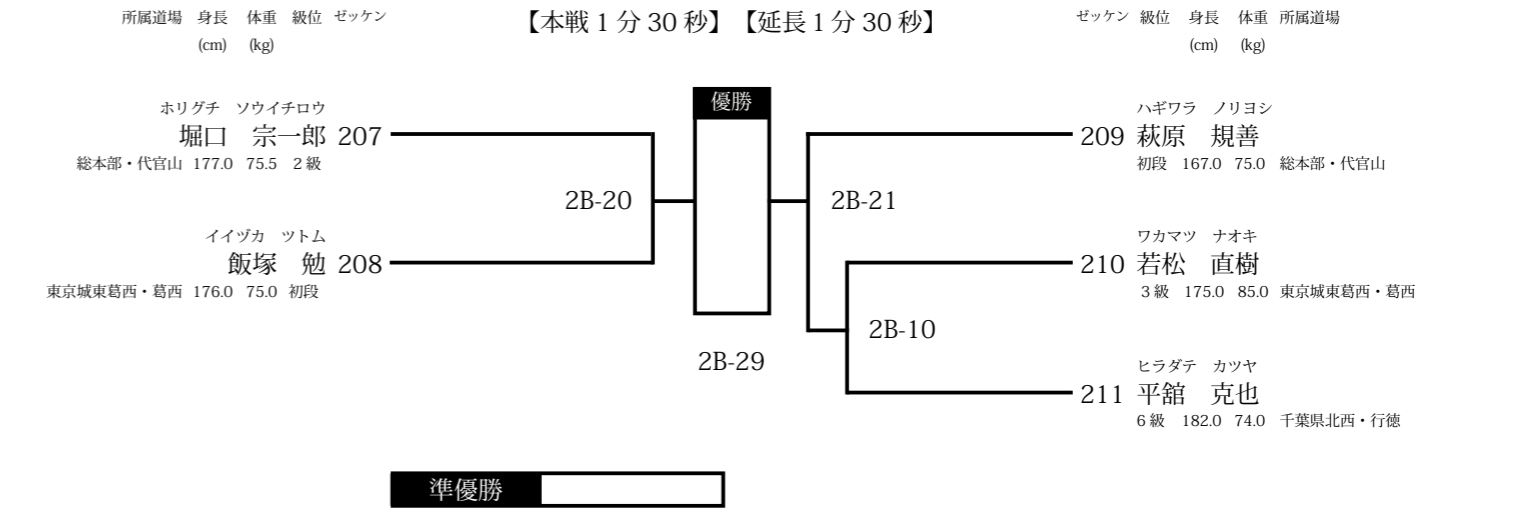 所属道場 身長 体重 級位 ゼッケン
(cm) (kg)
【本戦 1 分 30 秒】【延長 1 分 30 秒】
ゼッケン 級位 身長 体重 所属道場
(cm) (kg)
ホリグチ ソウイチロウ
堀口 宗一郎 207
総本部・代官山 177.0 75.5 2 級
2B-20
イイヅカ ツトム
飯塚 勉 208
東京城東葛西・葛西 176.0 75.0 初段
優勝
2B-29
ハギワラ ノリヨシ
209 萩原 規善
初段 167.0 75.0 総本部・代官山
2B-21
ワカマツ ナオキ
210 若松 直樹
3 級 175.0 85.0 東京城東葛西・葛西
2B-10
ヒラダテ カツヤ
211 平舘 克也
6 級 182.0 74.0 千葉県北西・行徳
準優勝